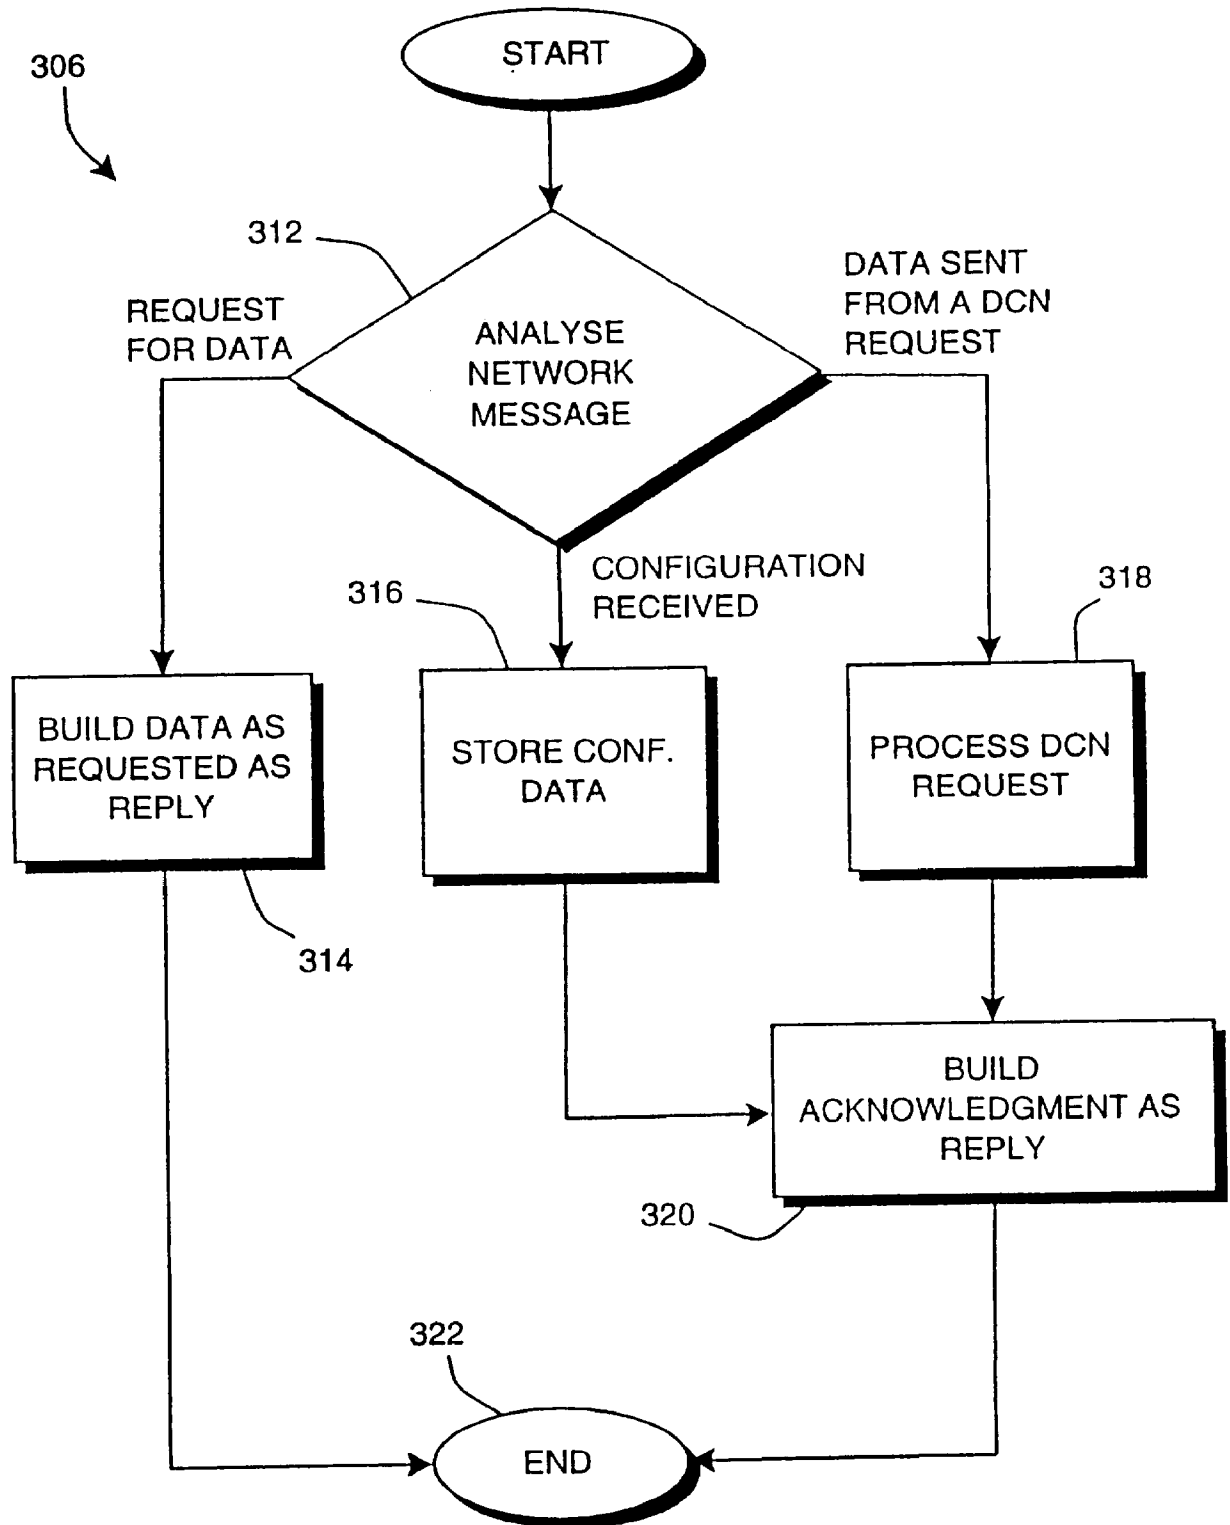 START
306
312
REQUEST
FOR DATA
ANALYSE
NETWORK
MESSAGE
DATA SENT
FROM A DCN
REQUEST
CONFIGURATION
RECEIVED
316
318
BUILD DATA AS
REQUESTED AS
REPLY
STORE CONF.
DATA
PROCESS DCN
REQUEST
314
BUILD
ACKNOWLEDGMENT AS
REPLY
320
322
END